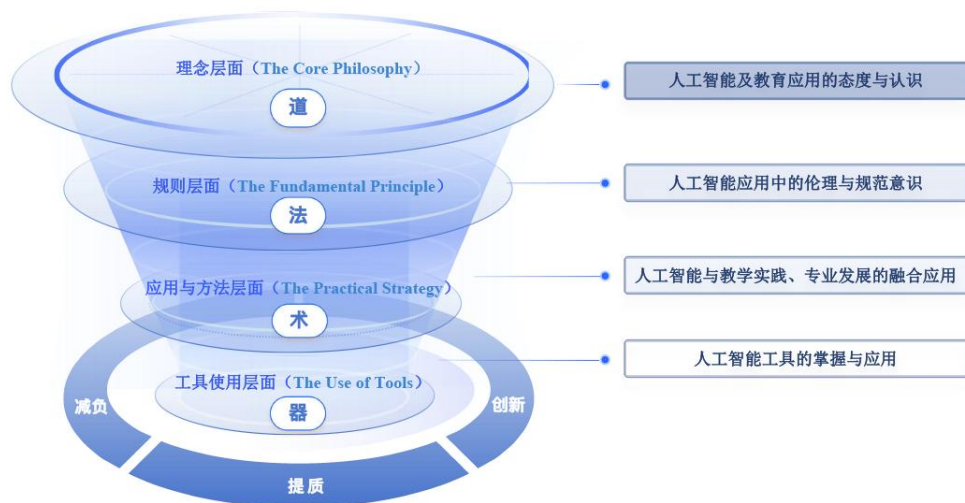 理念层面（The Core Philosophy）
道
人工智能及教育应用的态度与认识
规则层面（The Fundamental Principle）
法
人工智能应用中的伦理与规范意识
应用与方法层面（The Practical Strategy）
术
人工智能与教学实践、专业发展的融合应用
工具使用层面（The Use of Tools）
器
人工智能工具的掌握与应用
减负
创新
提质